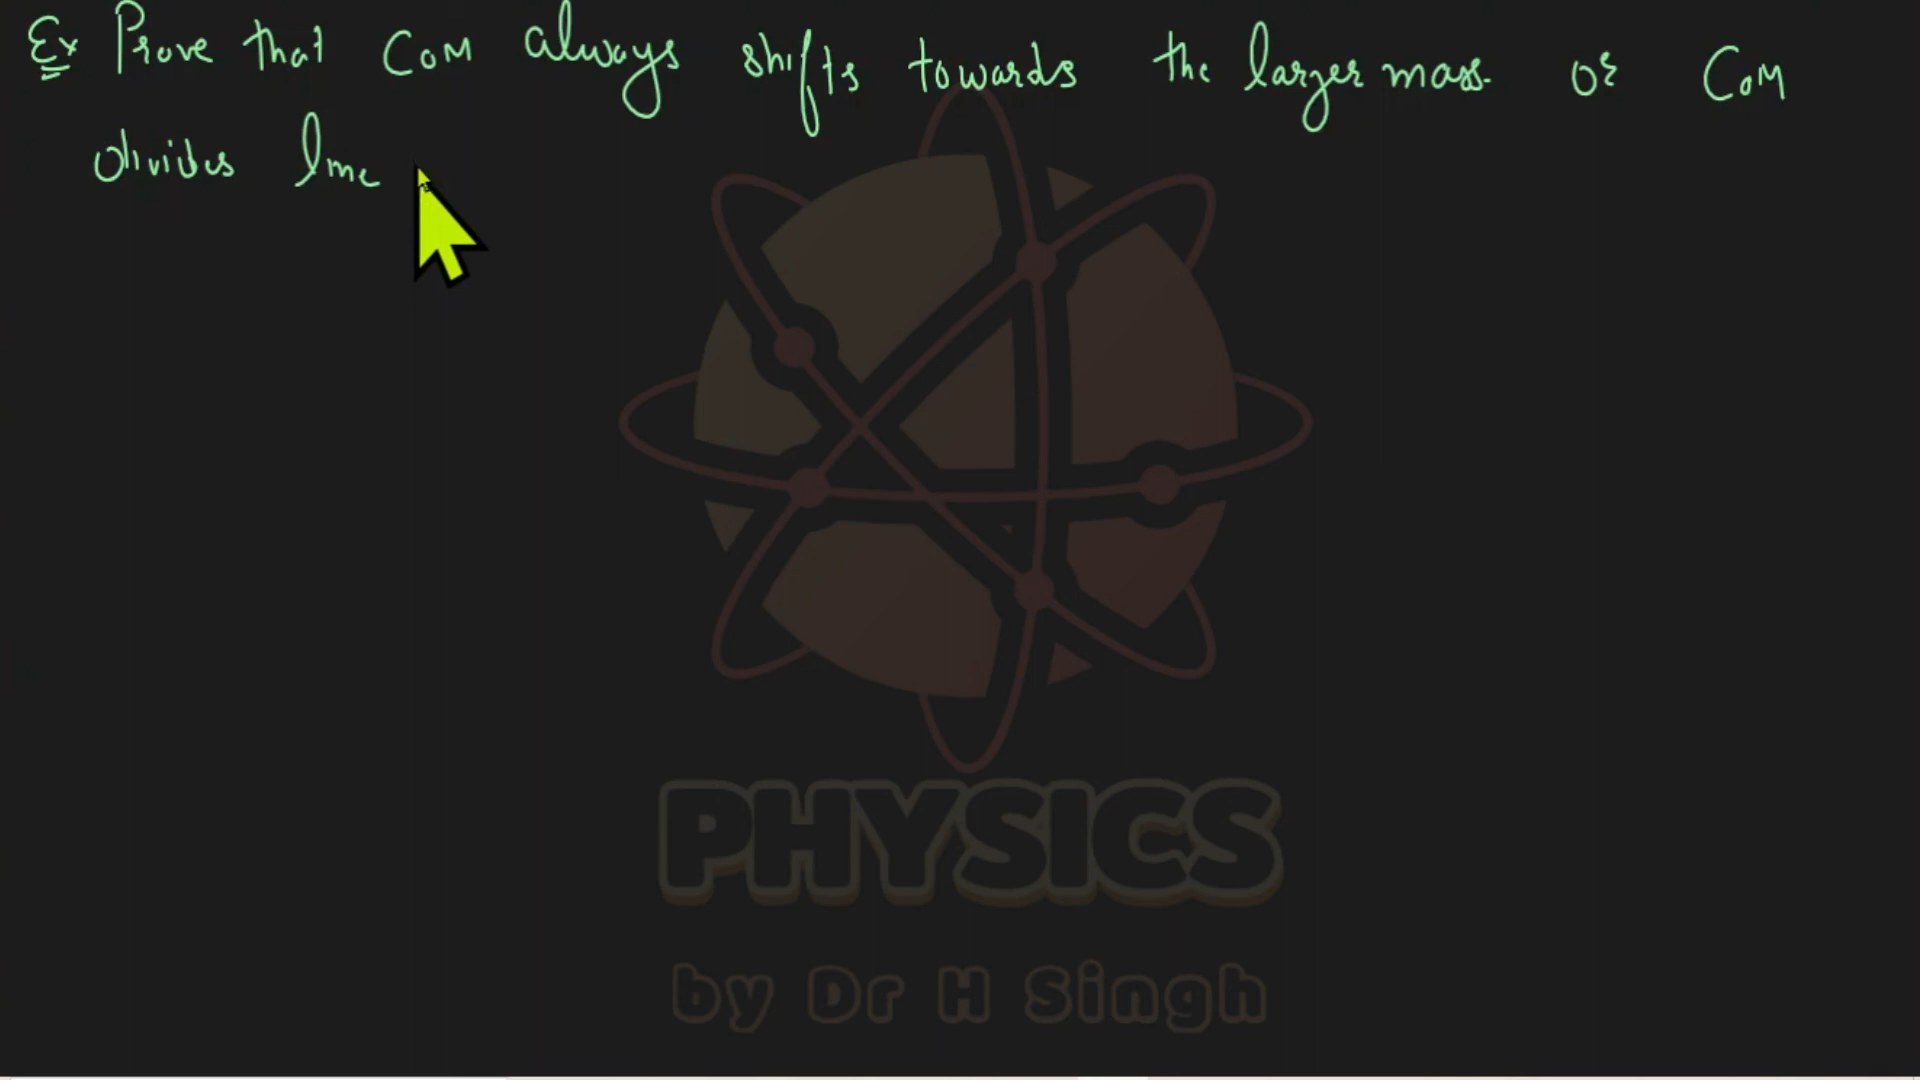 Ex Prove that CoM always shifts towards the larger mass. or CoM
divides line
PHYSICS
by Dr H Singh